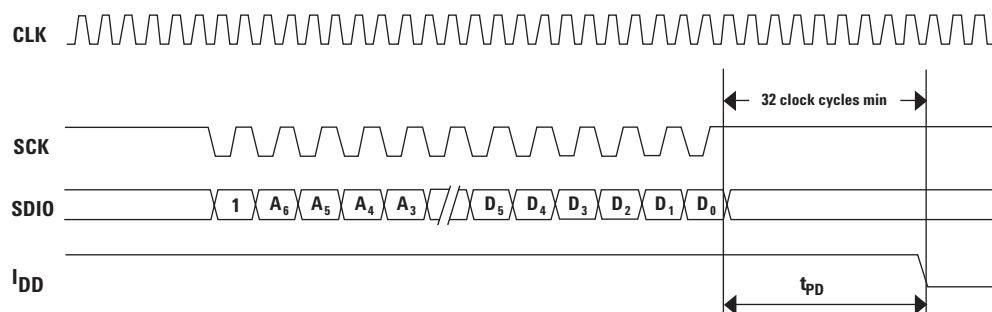 CLK
32 clock cycles min
SCK
SDIO 1 A6 A5 A4 A3 D5 D4 D3 D2 D1 D0
IDD
tPD